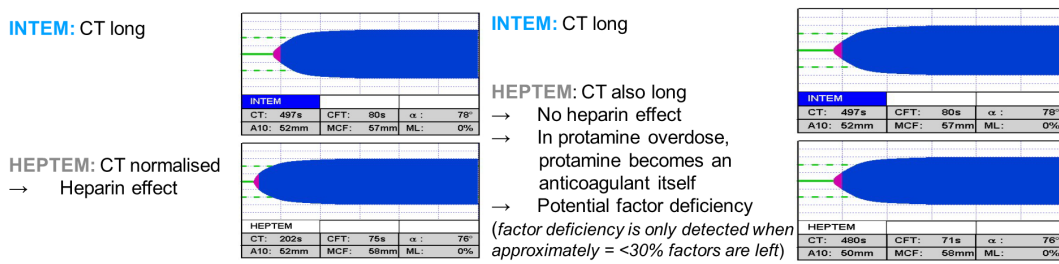 INTEM: CT long
INTEM
CT: 497s CFT: 80s α : 78°
A10: 52mm MCF: 57mm ML: 0%
HEPTEM: CT normalised
→ Heparin effect
HEPTEM
CT: 202s CFT: 75s α : 76°
A10: 52mm MCF: 58mm ML: 0%
INTEM: CT long
INTEM
CT: 497s CFT: 80s α : 78°
A10: 52mm MCF: 57mm ML: 0%
HEPTEM: CT also long
→ No heparin effect
→ In protamine overdose,
protamine becomes an
anticoagulant itself
→ Potential factor deficiency
(factor deficiency is only detected when
approximately = <30% factors are left)
HEPTEM
CT: 480s CFT: 71s α : 76°
A10: 50mm MCF: 58mm ML: 0%